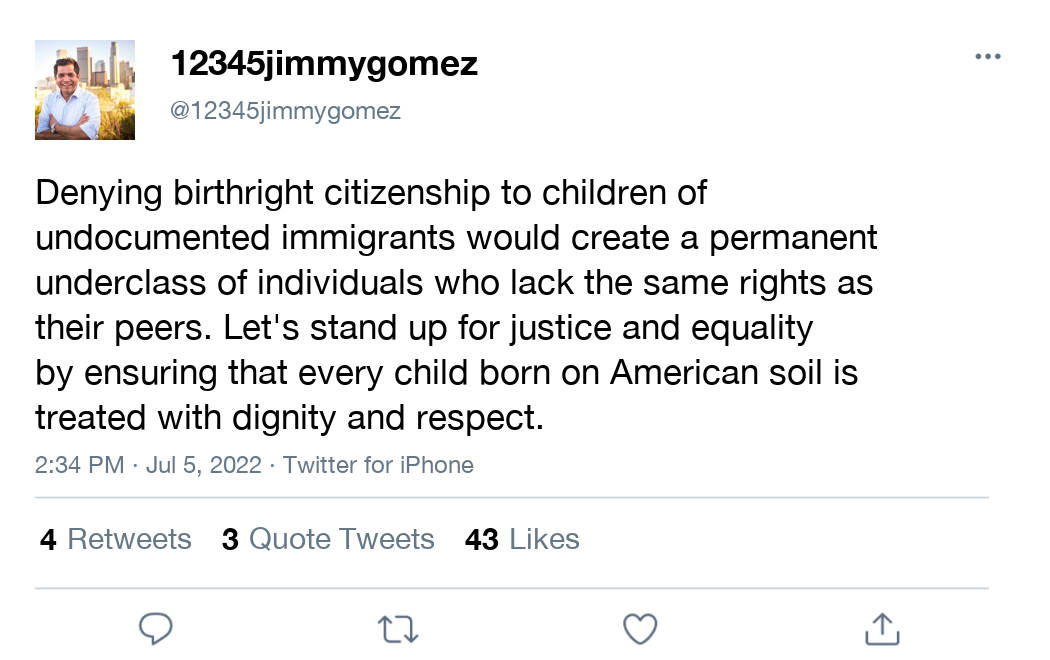 12345jimmygomez
@12345jimmygomez
Denying birthright citizenship to children of
undocumented immigrants would create a permanent
underclass of individuals who lack the same rights as
their peers. Let's stand up for justice and equality
by ensuring that every child born on American soil is
treated with dignity and respect.
2:34 PM · Jul 5, 2022 · Twitter for iPhone
4 Retweets 3 Quote Tweets 43 Likes